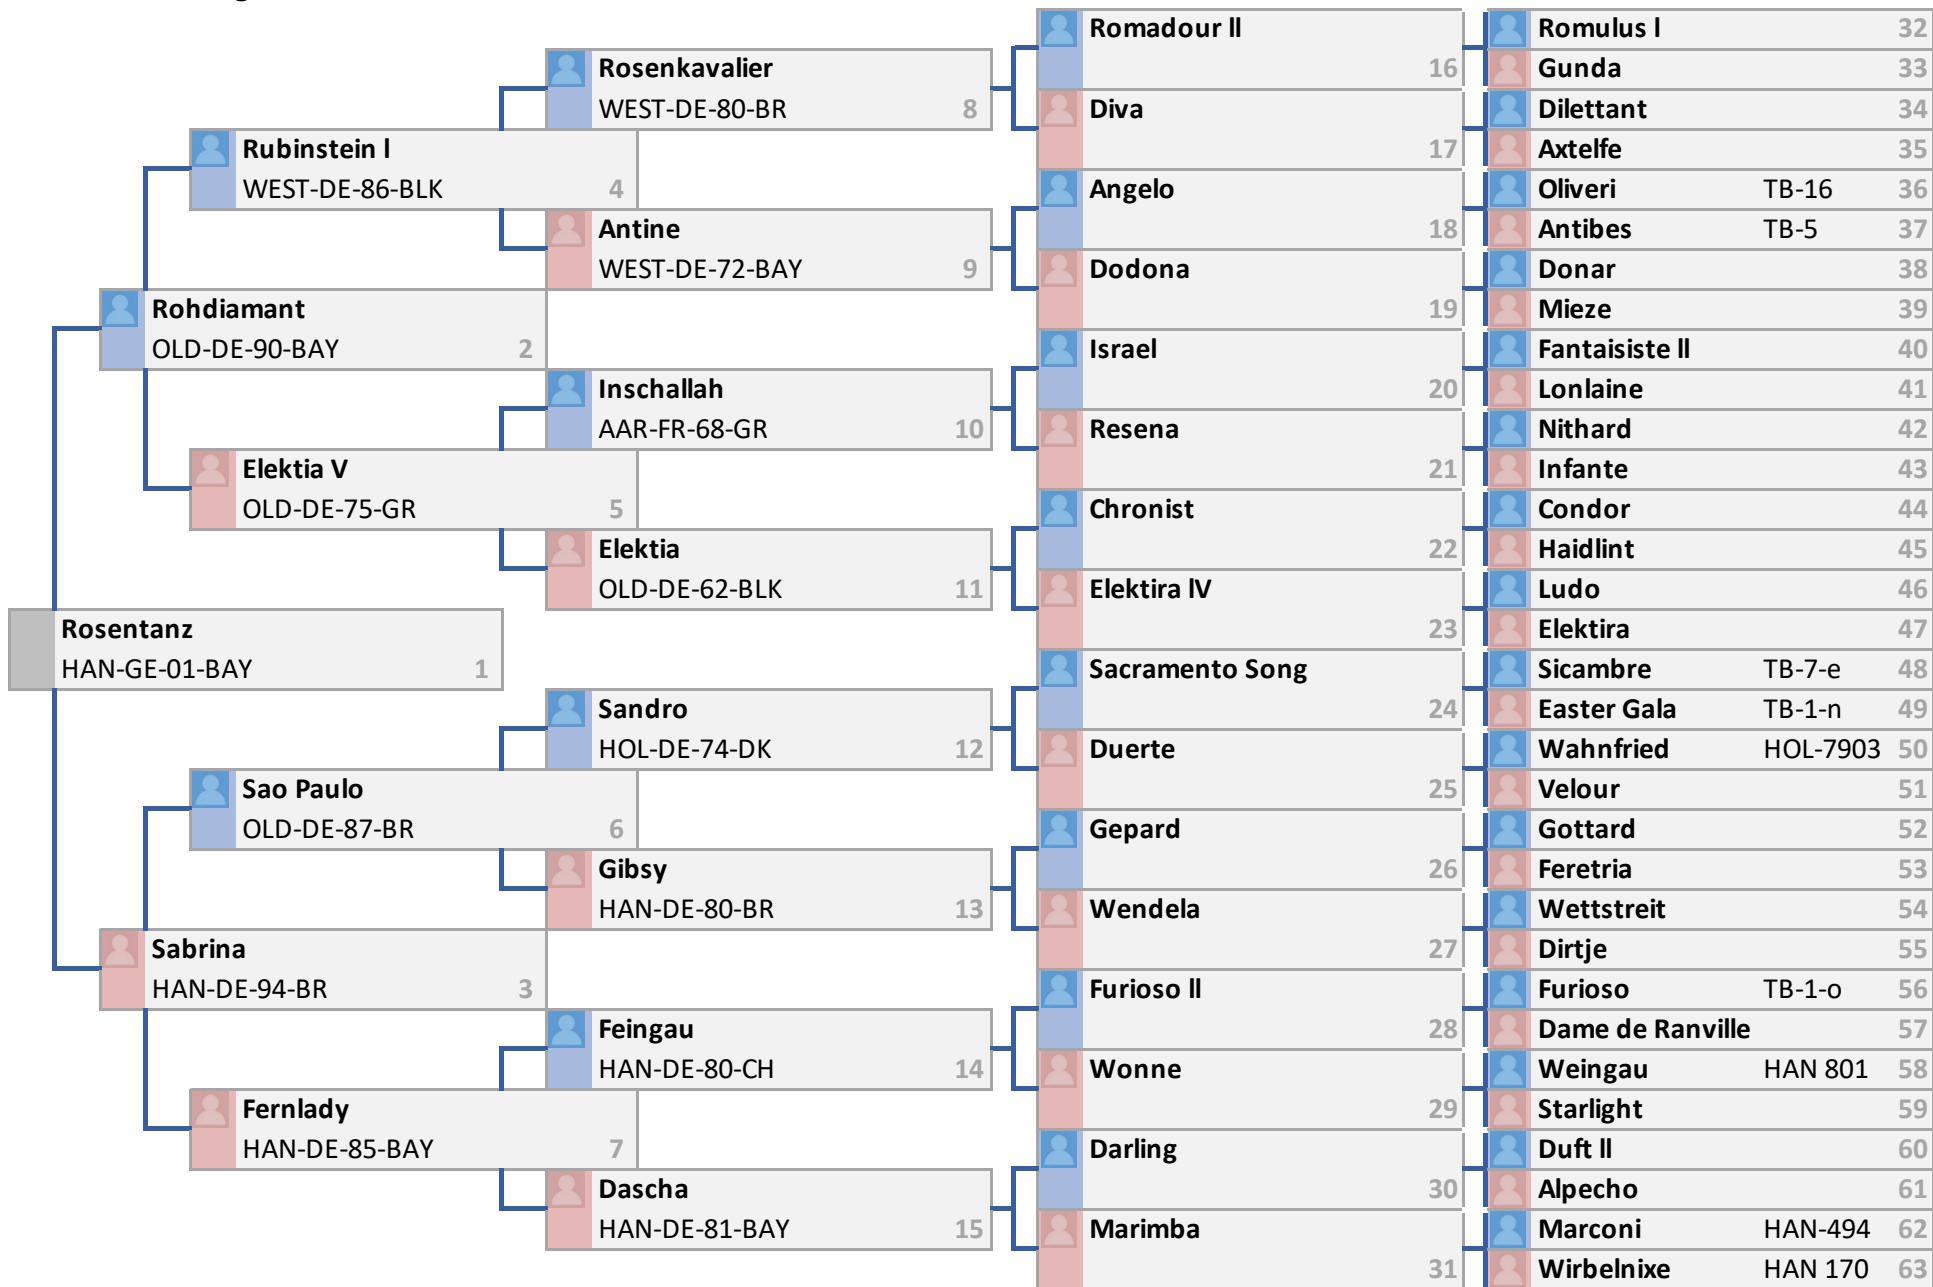 Romadour ll
16
Romulus l 32
Gunda 33
Rosenkavalier
WEST-DE-80-BR 8
Diva
17
Dilettant 34
Axtelfe 35
Rubinstein l
WEST-DE-86-BLK 4
Angelo
18
Oliveri TB-16 36
Antibes TB-5 37
Antine
WEST-DE-72-BAY 9
Dodona
19
Donar 38
Mieze 39
Rohdiamant
OLD-DE-90-BAY 2
Israel
20
Fantaisiste ll 40
Lonlaine 41
Inschallah
AAR-FR-68-GR 10
Resena
21
Nithard 42
Infante 43
Elektia V
OLD-DE-75-GR 5
Chronist
22
Condor 44
Haidlint 45
Elektia
OLD-DE-62-BLK 11
Elektira lV
23
Ludo 46
Elektira 47
Rosentanz
HAN-GE-01-BAY 1
Sacramento Song
24
Sicambre TB-7-e 48
Easter Gala TB-1-n 49
Sandro
HOL-DE-74-DK 12
Duerte
25
Wahnfried HOL-7903 50
Velour 51
Sao Paulo
OLD-DE-87-BR 6
Gepard
26
Gottard 52
Feretria 53
Gibsy
HAN-DE-80-BR 13
Wendela
27
Wettstreit 54
Dirtje 55
Sabrina
HAN-DE-94-BR 3
Furioso ll
28
Furioso TB-1-o 56
Dame de Ranville 57
Feingau
HAN-DE-80-CH 14
Wonne
29
Weingau HAN 801 58
Starlight 59
Fernlady
HAN-DE-85-BAY 7
Darling
30
Duft ll 60
Alpecho 61
Dascha
HAN-DE-81-BAY 15
Marimba
31
Marconi HAN-494 62
Wirbelnixe HAN 170 63